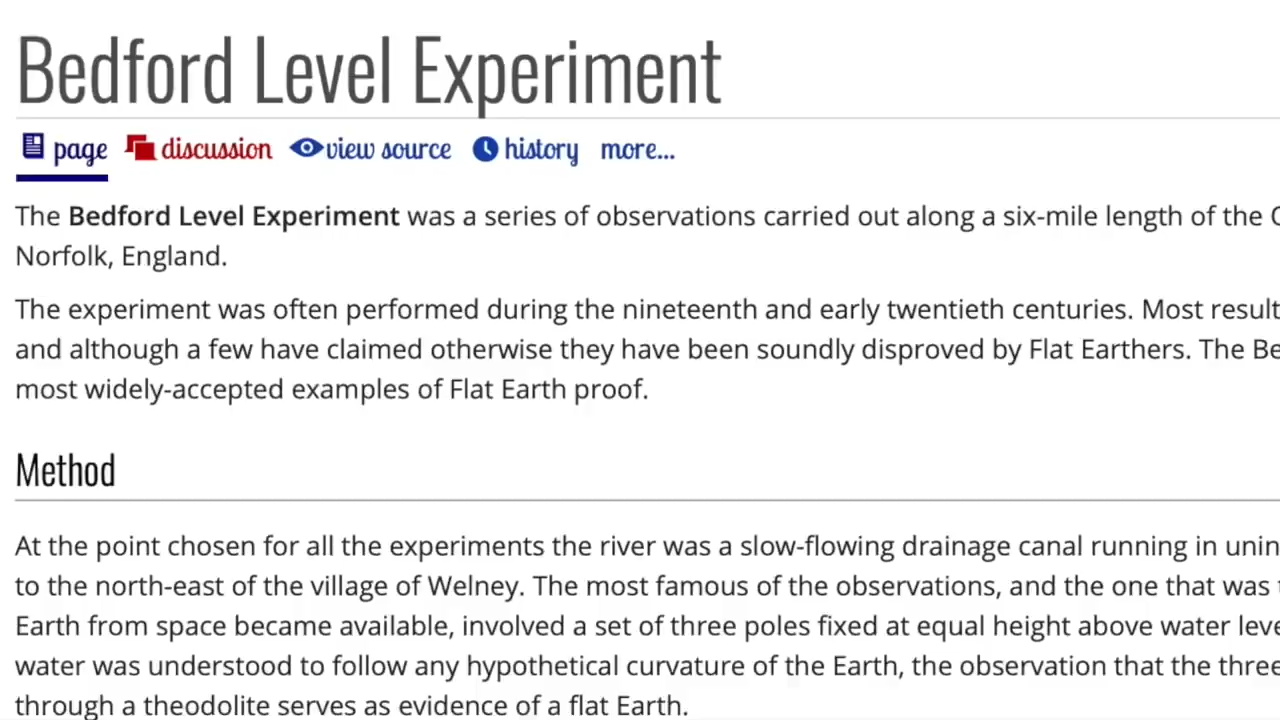 Bedford Level Experiment
page discussion view source history more...
The Bedford Level Experiment was a series of observations carried out along a six-mile length of the
Norfolk, England.
The experiment was often performed during the nineteenth and early twentieth centuries. Most result
and although a few have claimed otherwise they have been soundly disproved by Flat Earthers. The Be
most widely-accepted examples of Flat Earth proof.
Method
At the point chosen for all the experiments the river was a slow-flowing drainage canal running in unin
to the north-east of the village of Welney. The most famous of the observations, and the one that was
Earth from space became available, involved a set of three poles fixed at equal height above water leve
water was understood to follow any hypothetical curvature of the Earth, the observation that the three
through a theodolite serves as evidence of a flat Earth.